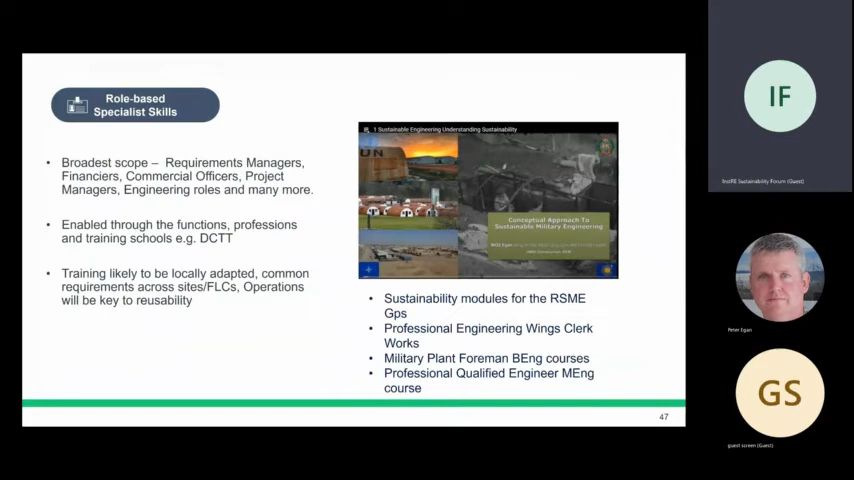 Role-based
Specialist Skills
• Broadest scope – Requirements Managers,
Financiers, Commercial Officers, Project
Managers, Engineering roles and many more.
• Enabled through the functions, professions
and training schools e.g. DCTT
• Training likely to be locally adapted, common
requirements across sites/FLCs, Operations
will be key to reusability
1 Sustainable Engineering Understanding Sustainability
UN
Conceptual Approach To
Sustainable Military Engineering
• Sustainability modules for the RSME
Gps
• Professional Engineering Wings Clerk
Works
• Military Plant Foreman BEng courses
• Professional Qualified Engineer MEng
course
47
IF
InstRE Sustainability Forum (Guest)
Peter Egan
GS
guest screen (Guest)